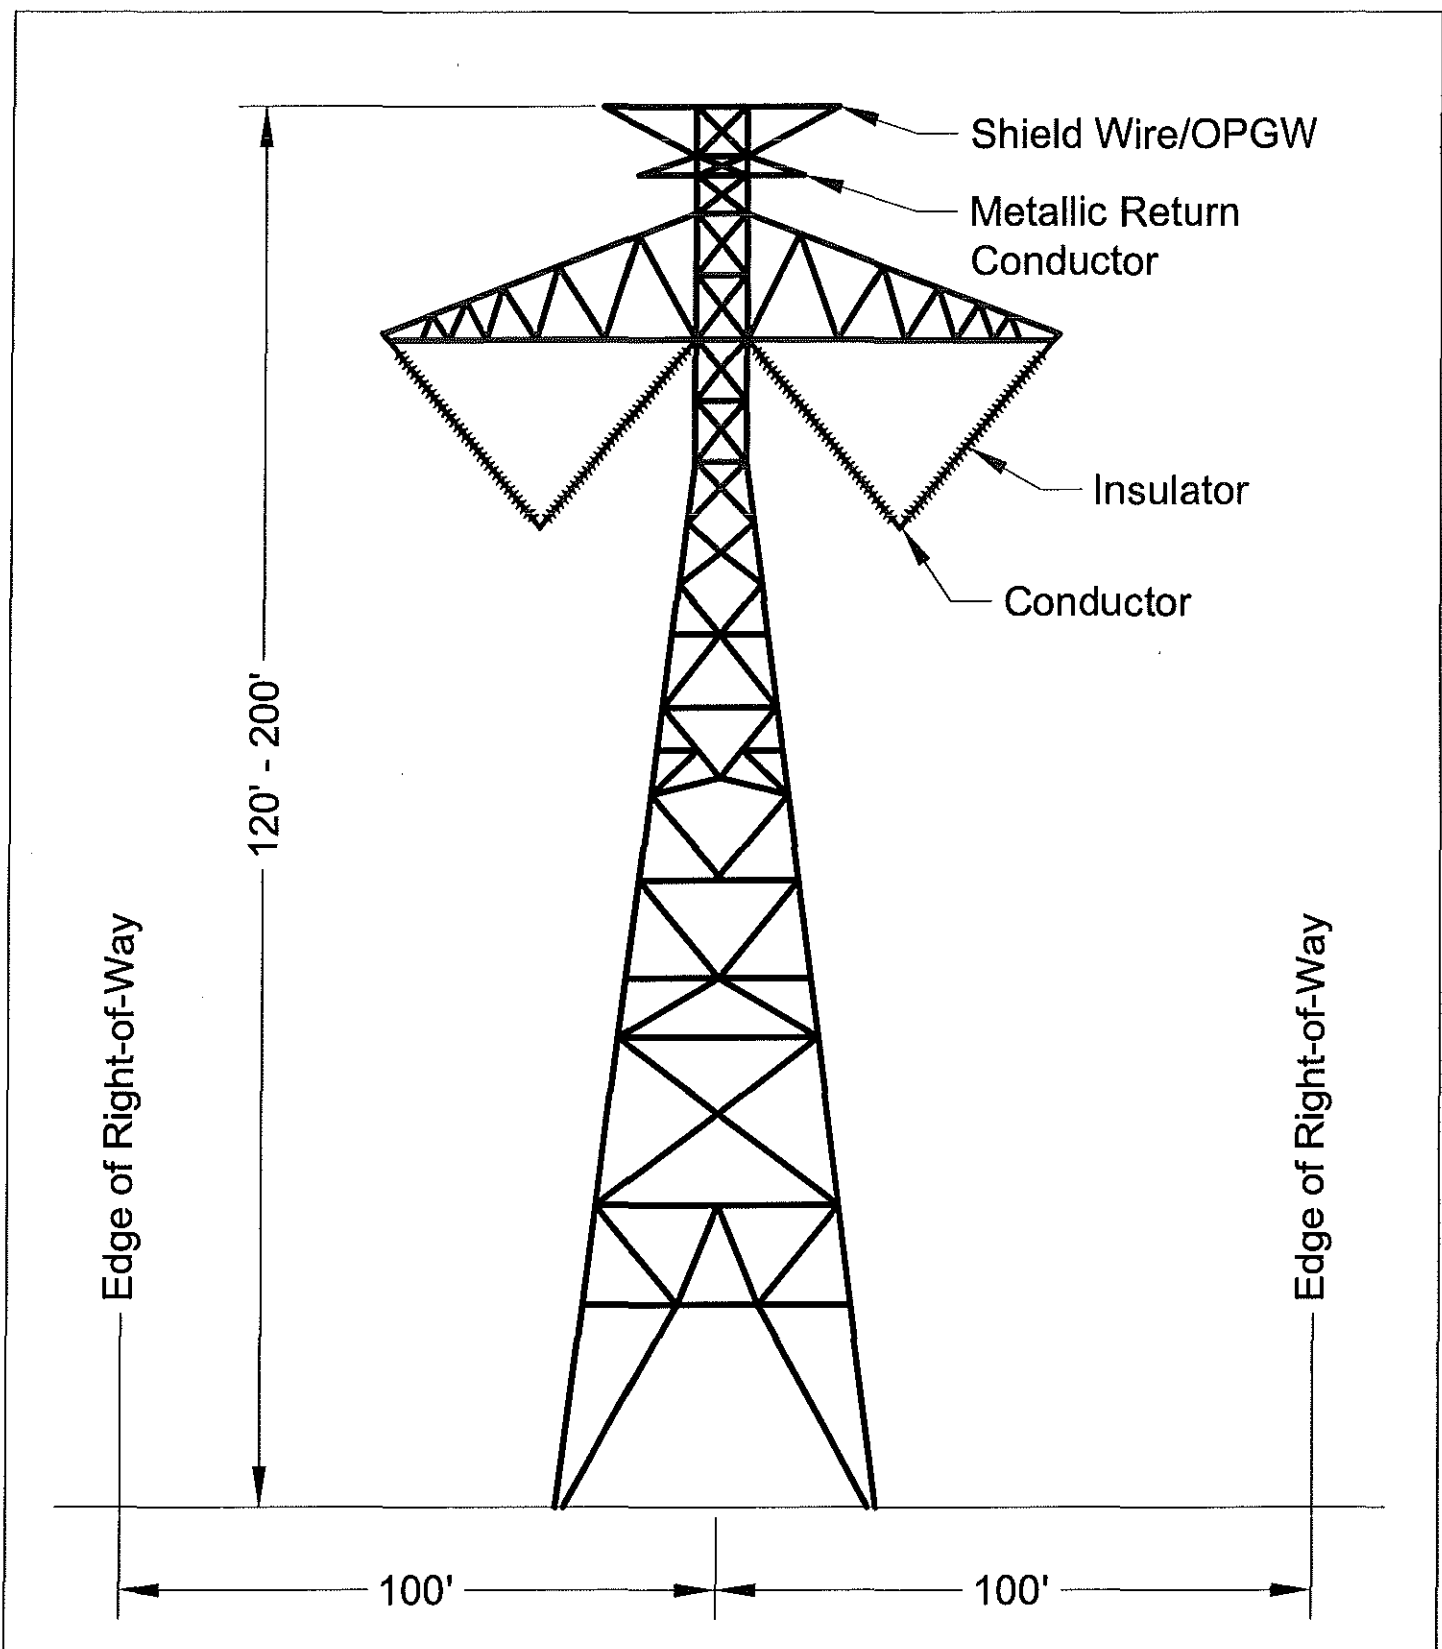 Shield Wire/OPGW
Metallic Return
Conductor
Insulator
Conductor
120' - 200'
Edge of Right-of-Way
Edge of Right-of-Way
100'
100'